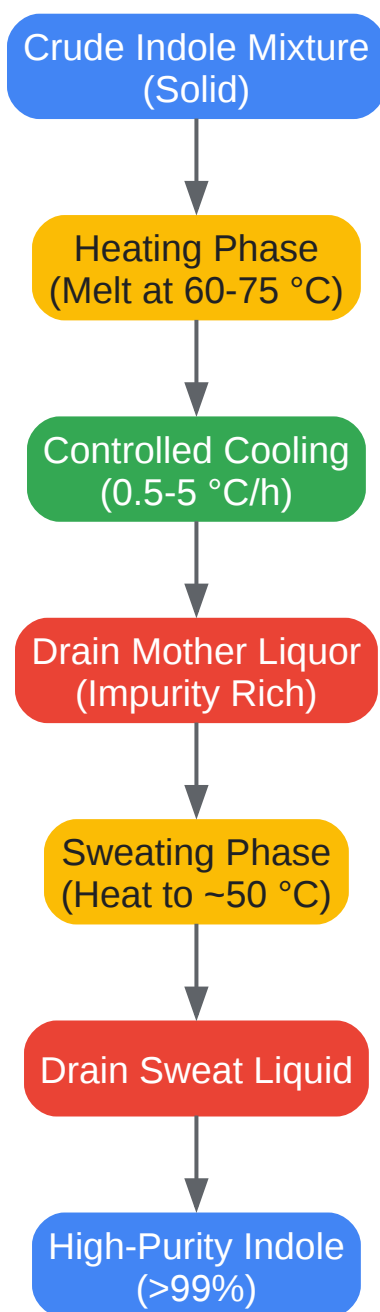 Crude Indole Mixture
(Solid)
Heating Phase
(Melt at 60-75 °C)
Controlled Cooling
(0.5-5 °C/h)
Drain Mother Liquor
(Impurity Rich)
Sweating Phase
(Heat to ~50 °C)
Drain Sweat Liquid
High-Purity Indole
(>99%)